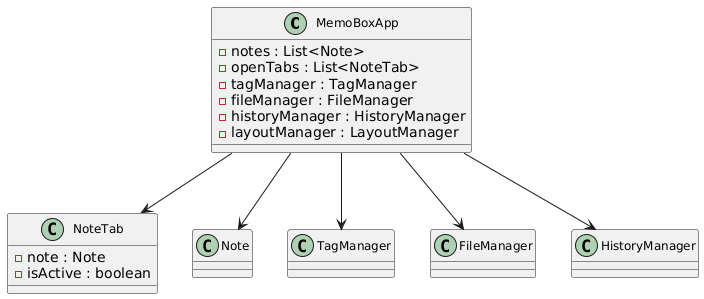 C MemoBoxApp
notes : List<Note>
openTabs : List<NoteTab>
tagManager : TagManager
fileManager : FileManager
historyManager : HistoryManager
layoutManager : LayoutManager
C NoteTab
note : Note
isActive : boolean
C Note
C TagManager
C FileManager
C HistoryManager